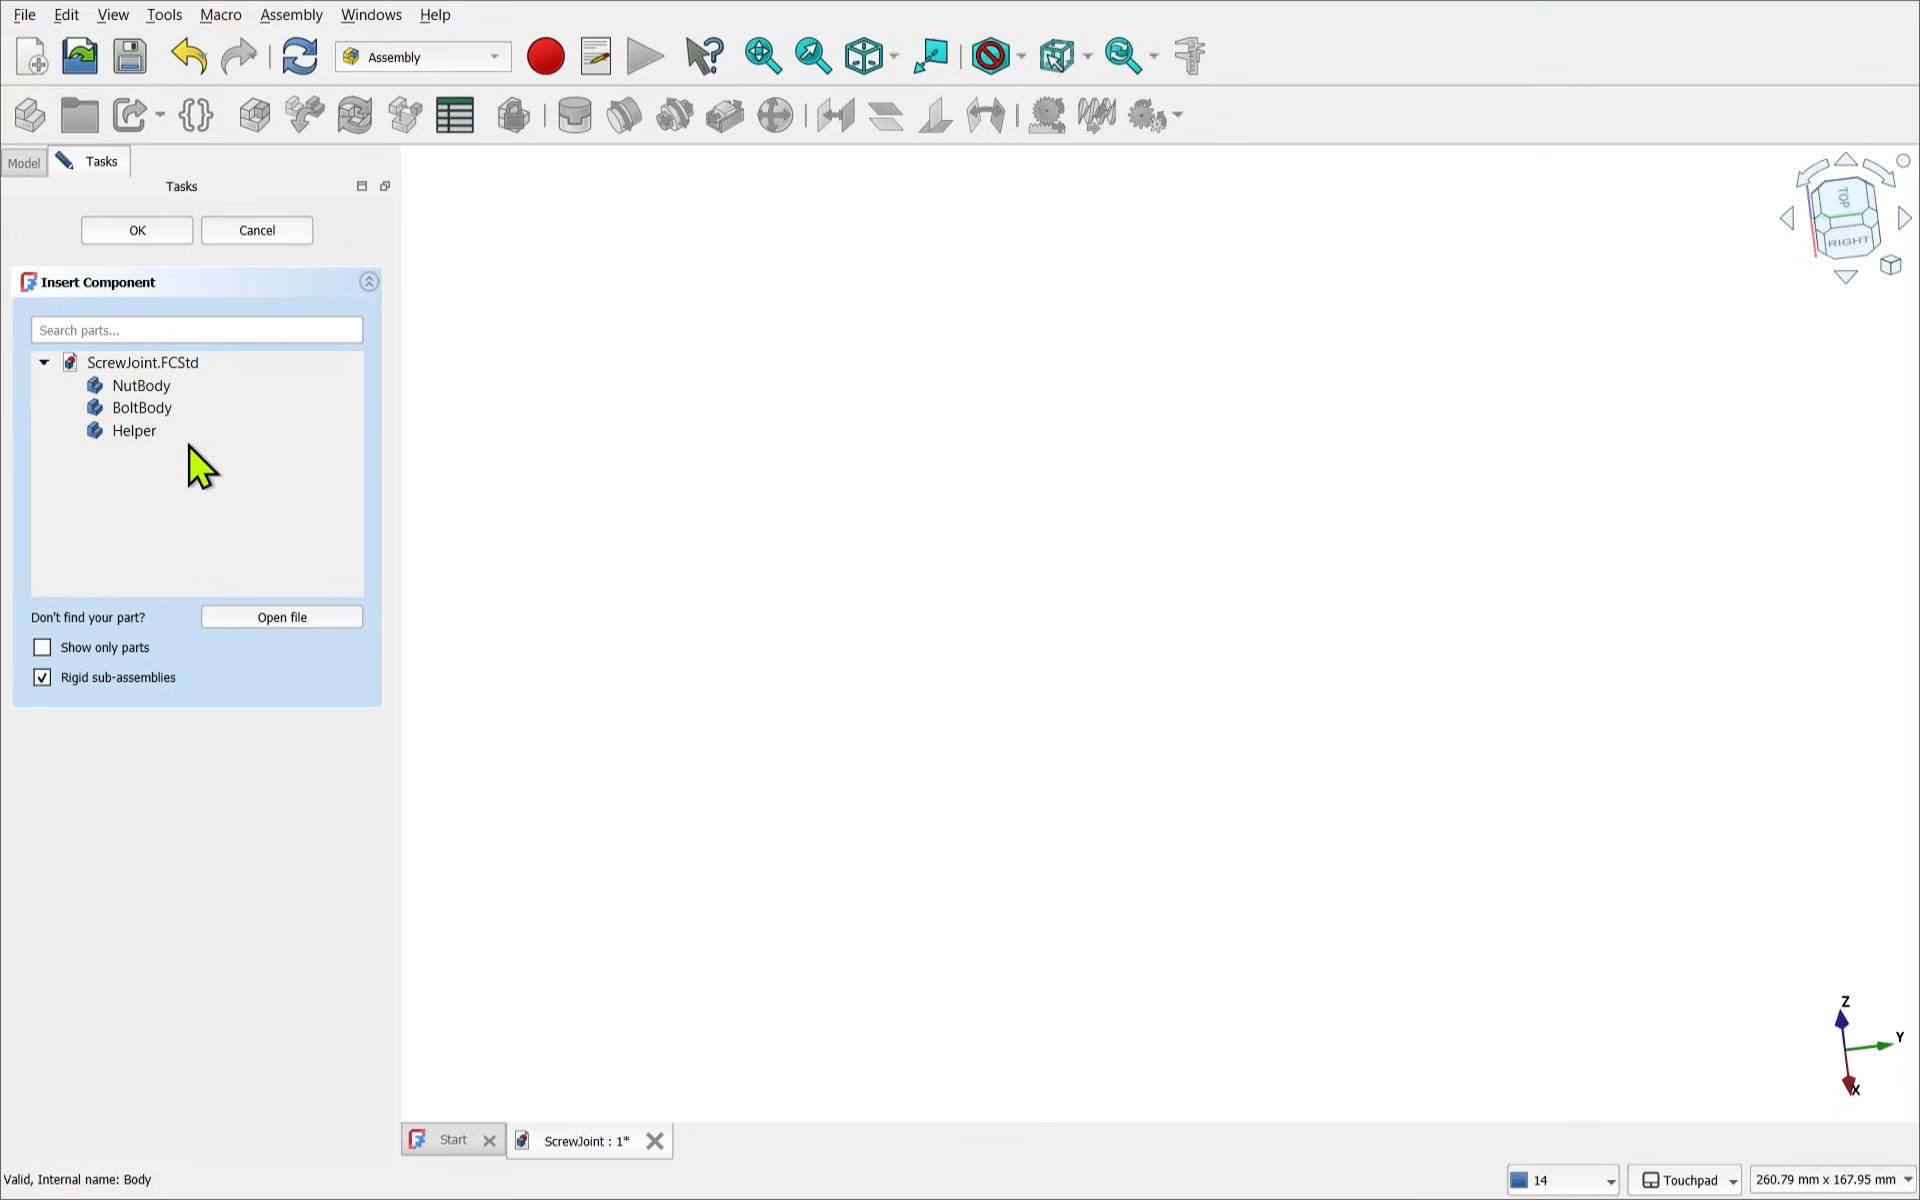 File Edit View Tools Macro Assembly Windows Help
Assembly
Model Tasks
Tasks
OK Cancel
Insert Component
Search parts...
ScrewJoint.FCStd
NutBody
BoltBody
Helper
Don't find your part? Open file
Show only parts
Rigid sub-assemblies
TOP
RIGHT
Z
Y
X
Start ScrewJoint : 1*
Valid, Internal name: Body 14 Touchpad 260.79 mm x 167.95 mm